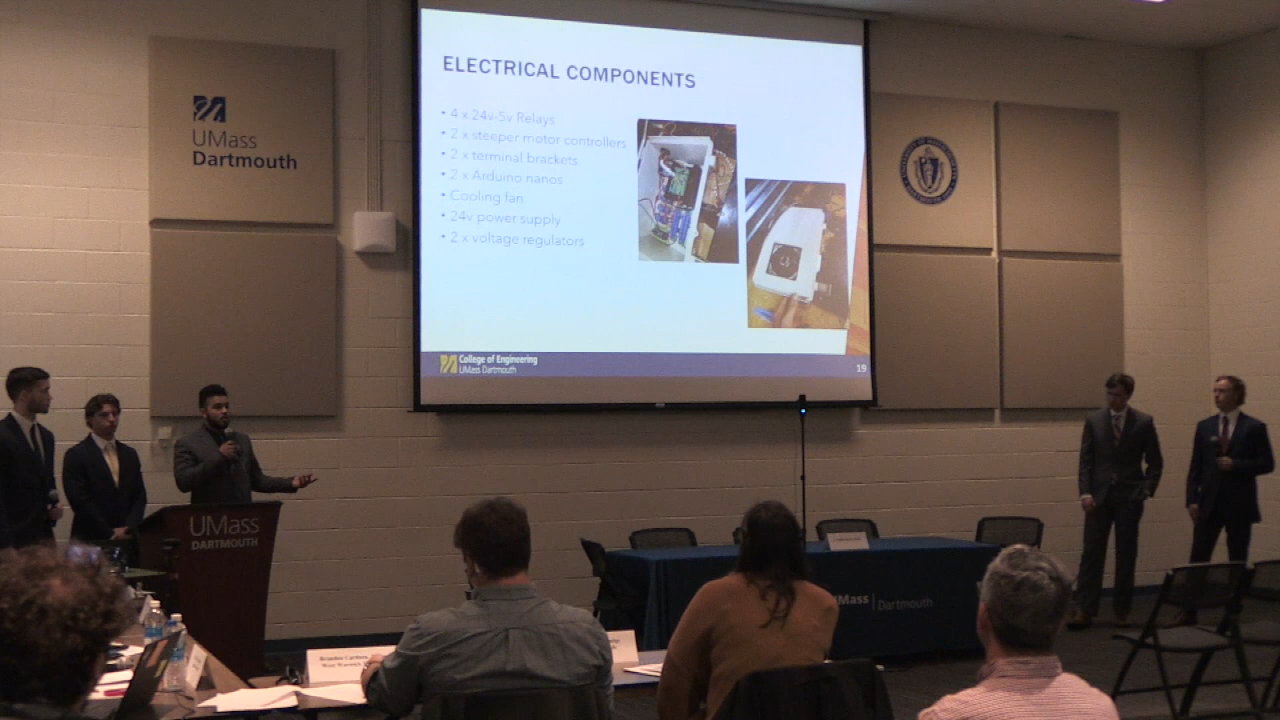 ELECTRICAL COMPONENTS
• 4 x 24v-5v Relays
• 2 x steeper motor controllers
• 2 x terminal brackets
• 2 x Arduino nanos
• Cooling fan
• 24v power supply
• 2 x voltage regulators
College of Engineering
UMass Dartmouth
19
UMass
Dartmouth
UMass
DARTMOUTH
UMass | Dartmouth